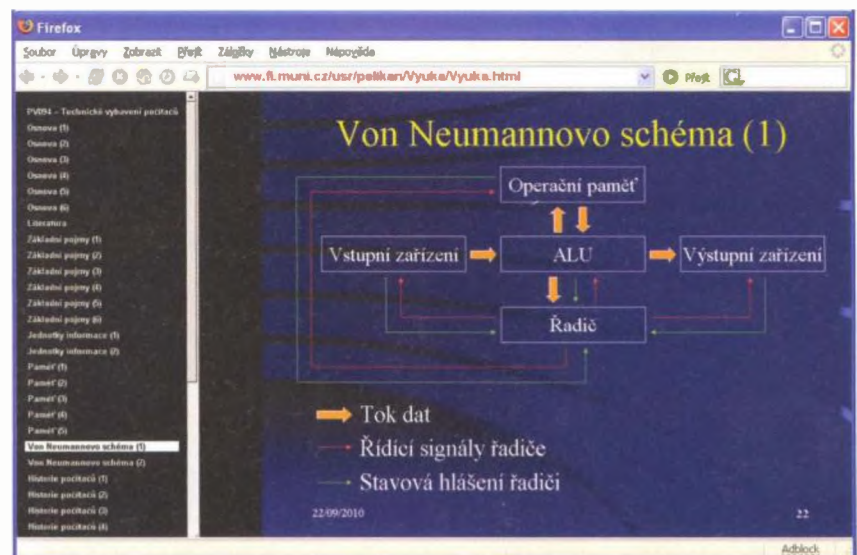 Firefox
Soubor Úpravy Zobrazit Přejít Záložky Nástroje Nápověda
www.fi.muni.cz/usr/pelikan/Vyuka/Vyuka.html Přejít
PV094 – Technické vybavení počítačů
Osnova (1)
Osnova (2)
Osnova (3)
Osnova (4)
Osnova (5)
Osnova (6)
Literatura
Základní pojmy (1)
Základní pojmy (2)
Základní pojmy (3)
Základní pojmy (4)
Základní pojmy (5)
Základní pojmy (6)
Jednotky informace (1)
Jednotky informace (2)
Paměť (1)
Paměť (2)
Paměť (3)
Paměť (4)
Paměť (5)
Von Neumannovo schéma (1)
Von Neumannovo schéma (2)
Historie počítačů (1)
Historie počítačů (2)
Historie počítačů (3)
Historie počítačů (4)
Von Neumannovo schéma (1)
Operační paměť
Vstupní zařízení ALU Výstupní zařízení
Řadič
Tok dat
Řídící signály řadiče
Stavová hlášení řadiči
22/09/2010 22
Adblock